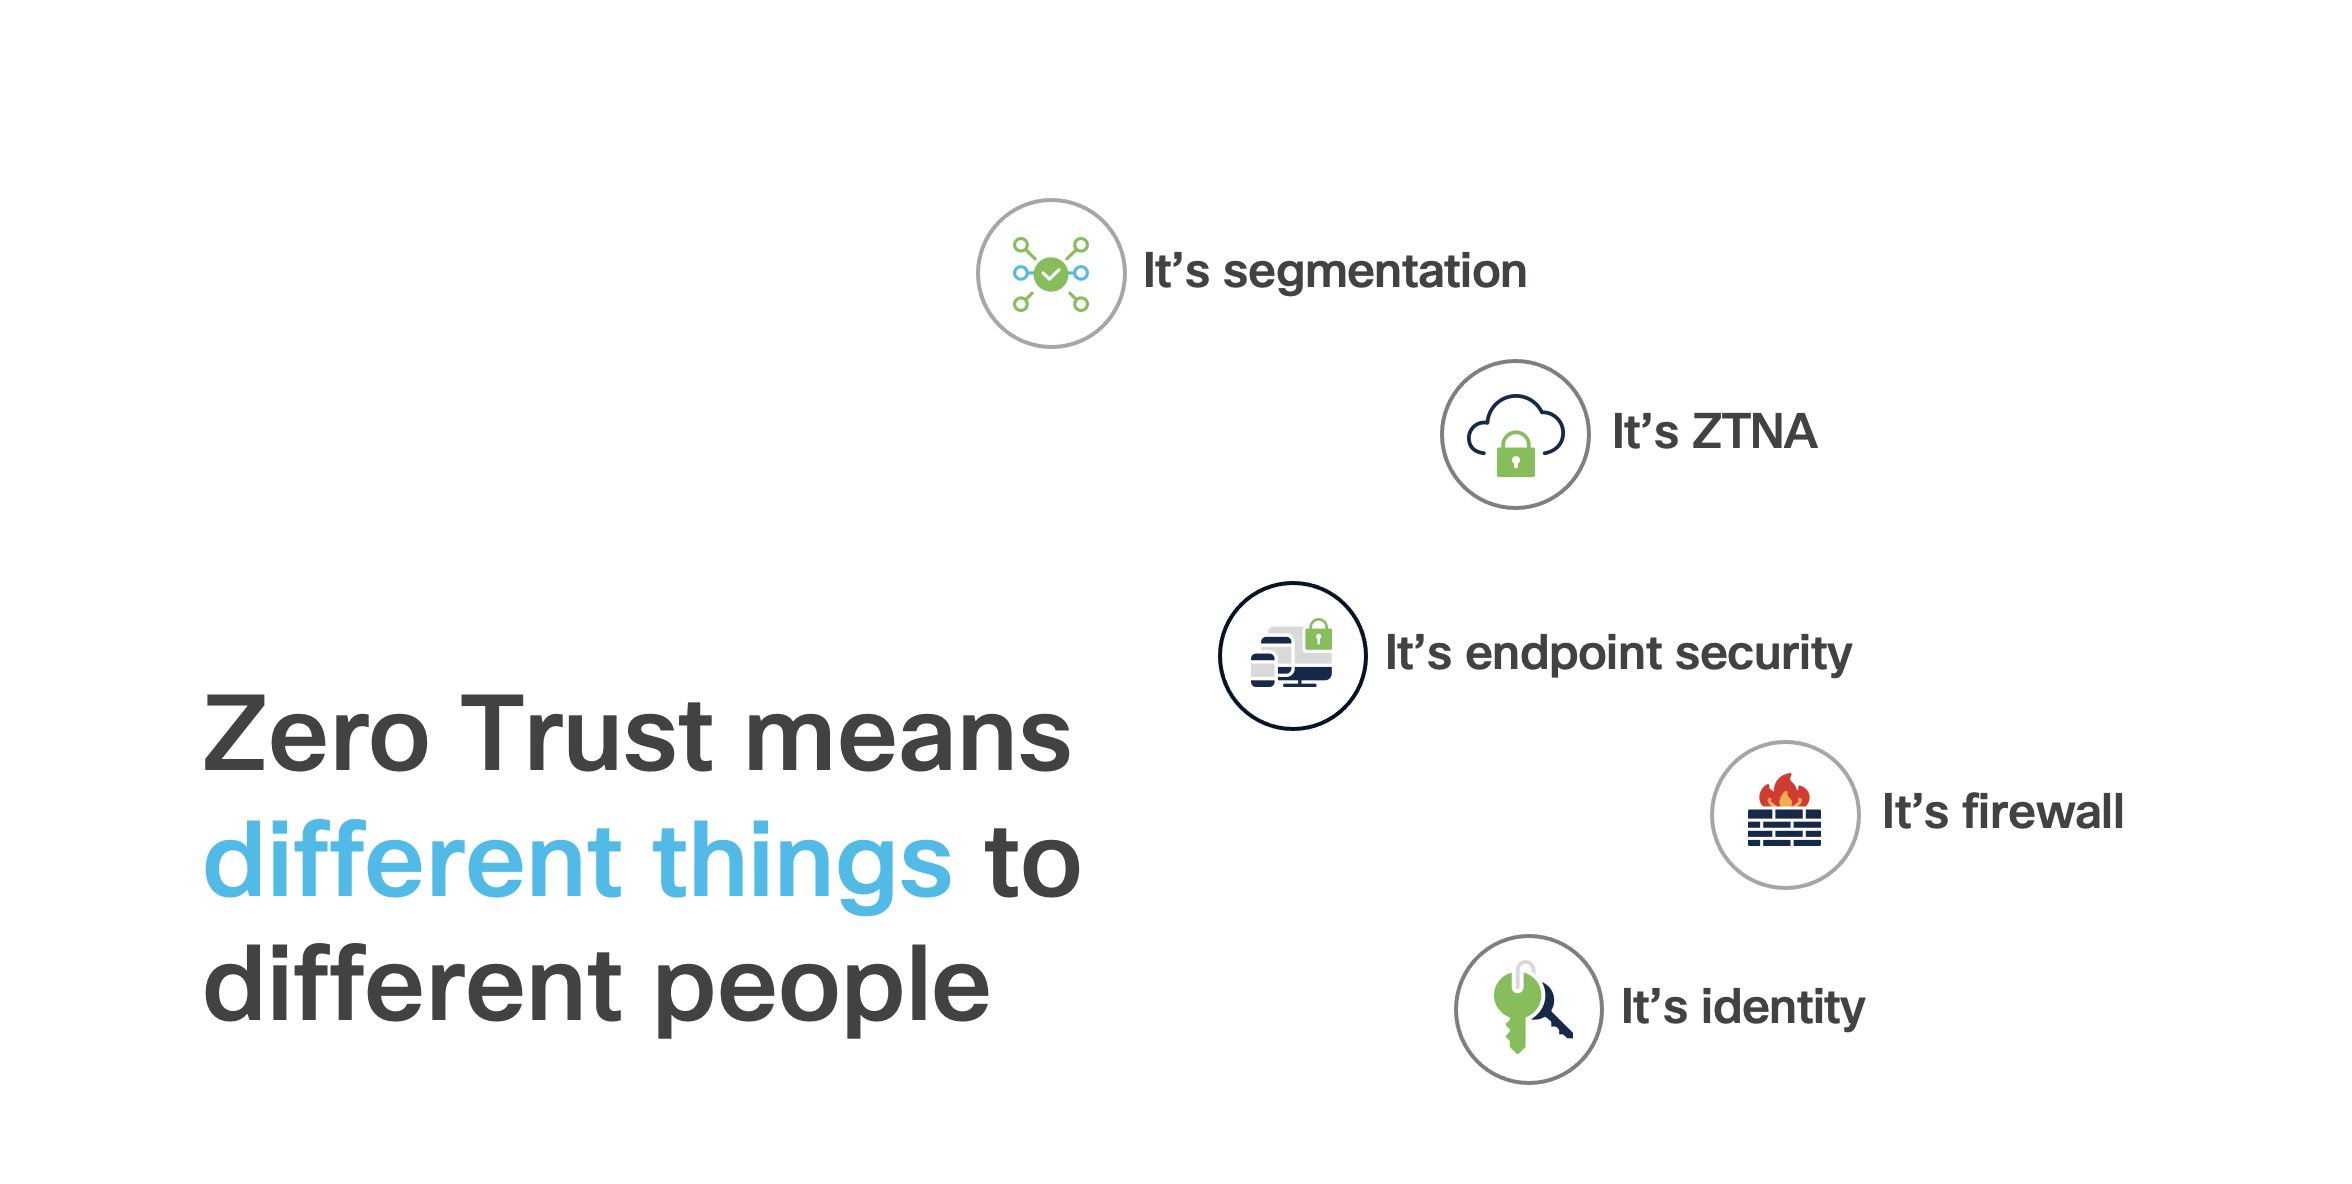 It’s segmentation
It’s ZTNA
It’s endpoint security
Zero Trust means
different things to
different people
It’s firewall
It’s identity